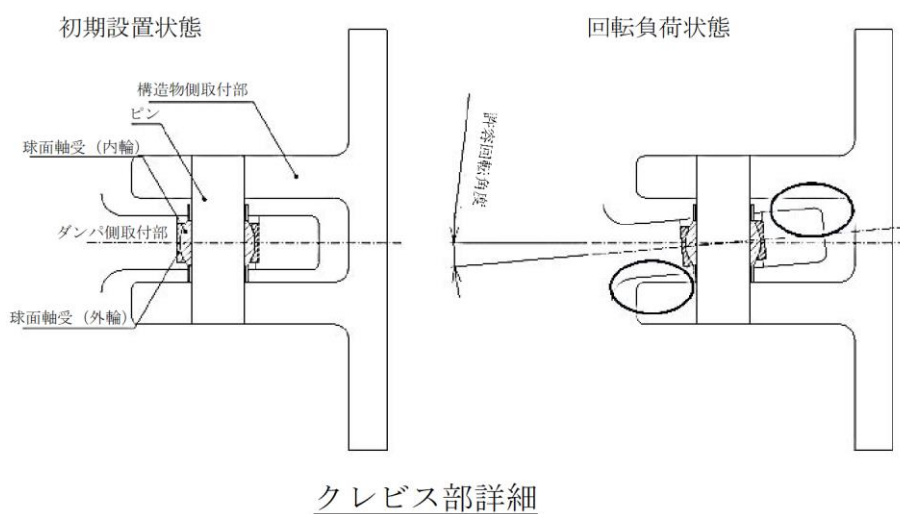 初期設置状態
回転負荷状態
構造物側取付部
ピン
球面軸受（内輪）
ダンパ側取付部
球面軸受（外輪）
許容回転角度
クレビス部詳細